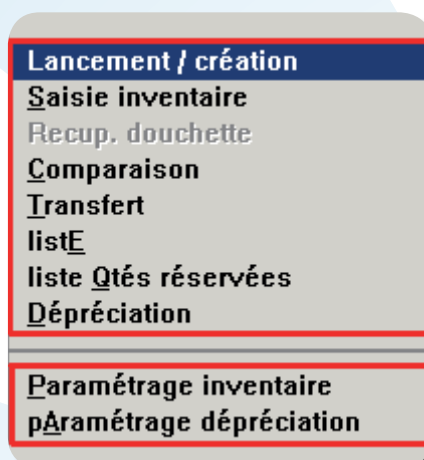 Lancement / création
Saisie inventaire
Recup. douchette
Comparaison
Transfert
listE
liste Qtés réservées
Dépréciation
Paramétrage inventaire
pAramétrage dépréciation